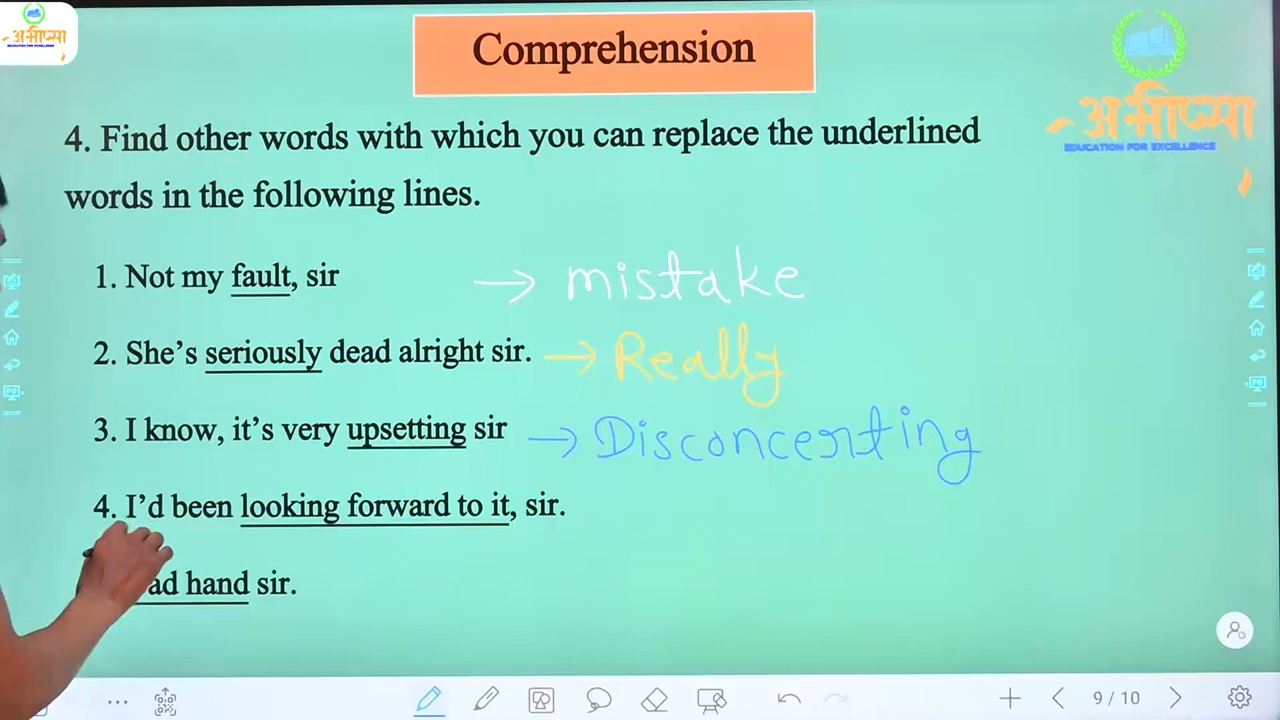 अभीप्सा
EDUCATION FOR EXCELLENCE
Comprehension
अभीप्सा
EDUCATION FOR EXCELLENCE
4. Find other words with which you can replace the underlined
words in the following lines.
1. Not my fault, sir → mistake
2. She's seriously dead alright sir. → Really
3. I know, it's very upsetting sir → Disconcerting
4. I'd been looking forward to it, sir.
hand sir.
9 / 10